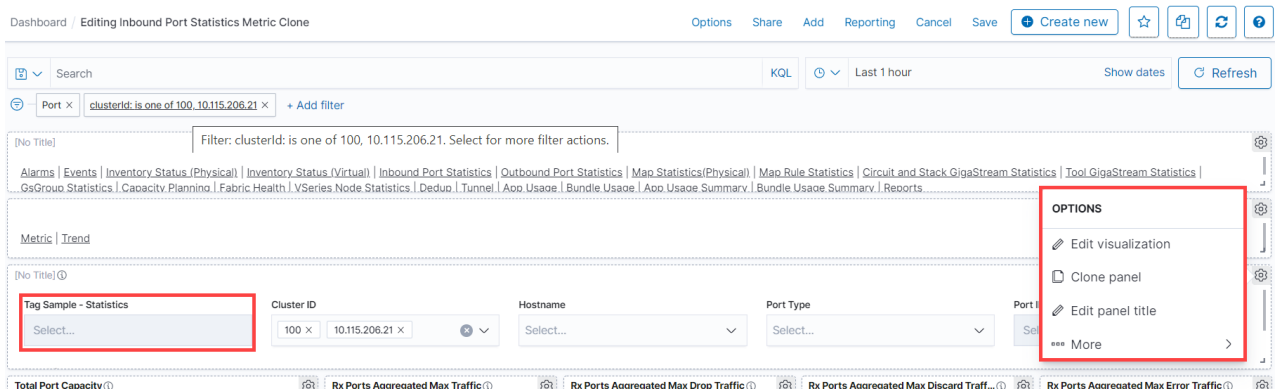 Dashboard / Editing Inbound Port Statistics Metric Clone Options Share Add Reporting Cancel Save Create new
Search KQL Last 1 hour Show dates Refresh
Port × clusterId: is one of 100, 10.115.206.21 × + Add filter
Filter: clusterId: is one of 100, 10.115.206.21. Select for more filter actions.
[No Title]
Alarms | Events | Inventory Status (Physical) | Inventory Status (Virtual) | Inbound Port Statistics | Outbound Port Statistics | Map Statistics(Physical) | Map Rule Statistics | Circuit and Stack GigaStream Statistics | Tool GigaStream Statistics |
GsGroup Statistics | Capacity Planning | Fabric Health | VSeries Node Statistics | Dedup | Tunnel | App Usage | Bundle Usage | App Usage Summary | Bundle Usage Summary | Reports
OPTIONS
Edit visualization
Clone panel
Edit panel title
More
Metric | Trend
[No Title]
Tag Sample - Statistics Cluster ID Hostname Port Type
Select... 100 × 10.115.206.21 × Select... Select...
Total Port Capacity Rx Ports Aggregated Max Traffic Rx Ports Aggregated Max Drop Traffic Rx Ports Aggregated Max Discard Traff... Rx Ports Aggregated Max Error Traffic